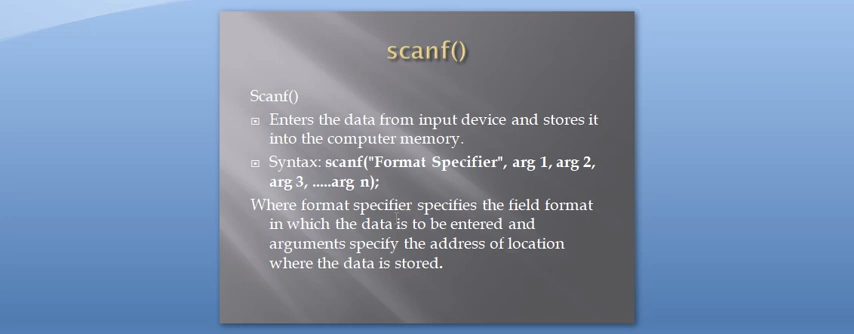 scanf()
Scanf()
Enters the data from input device and stores it
into the computer memory.
Syntax: scanf("Format Specifier", arg 1, arg 2,
arg 3, .....arg n);
Where format specifier specifies the field format
in which the data is to be entered and
arguments specify the address of location
where the data is stored.